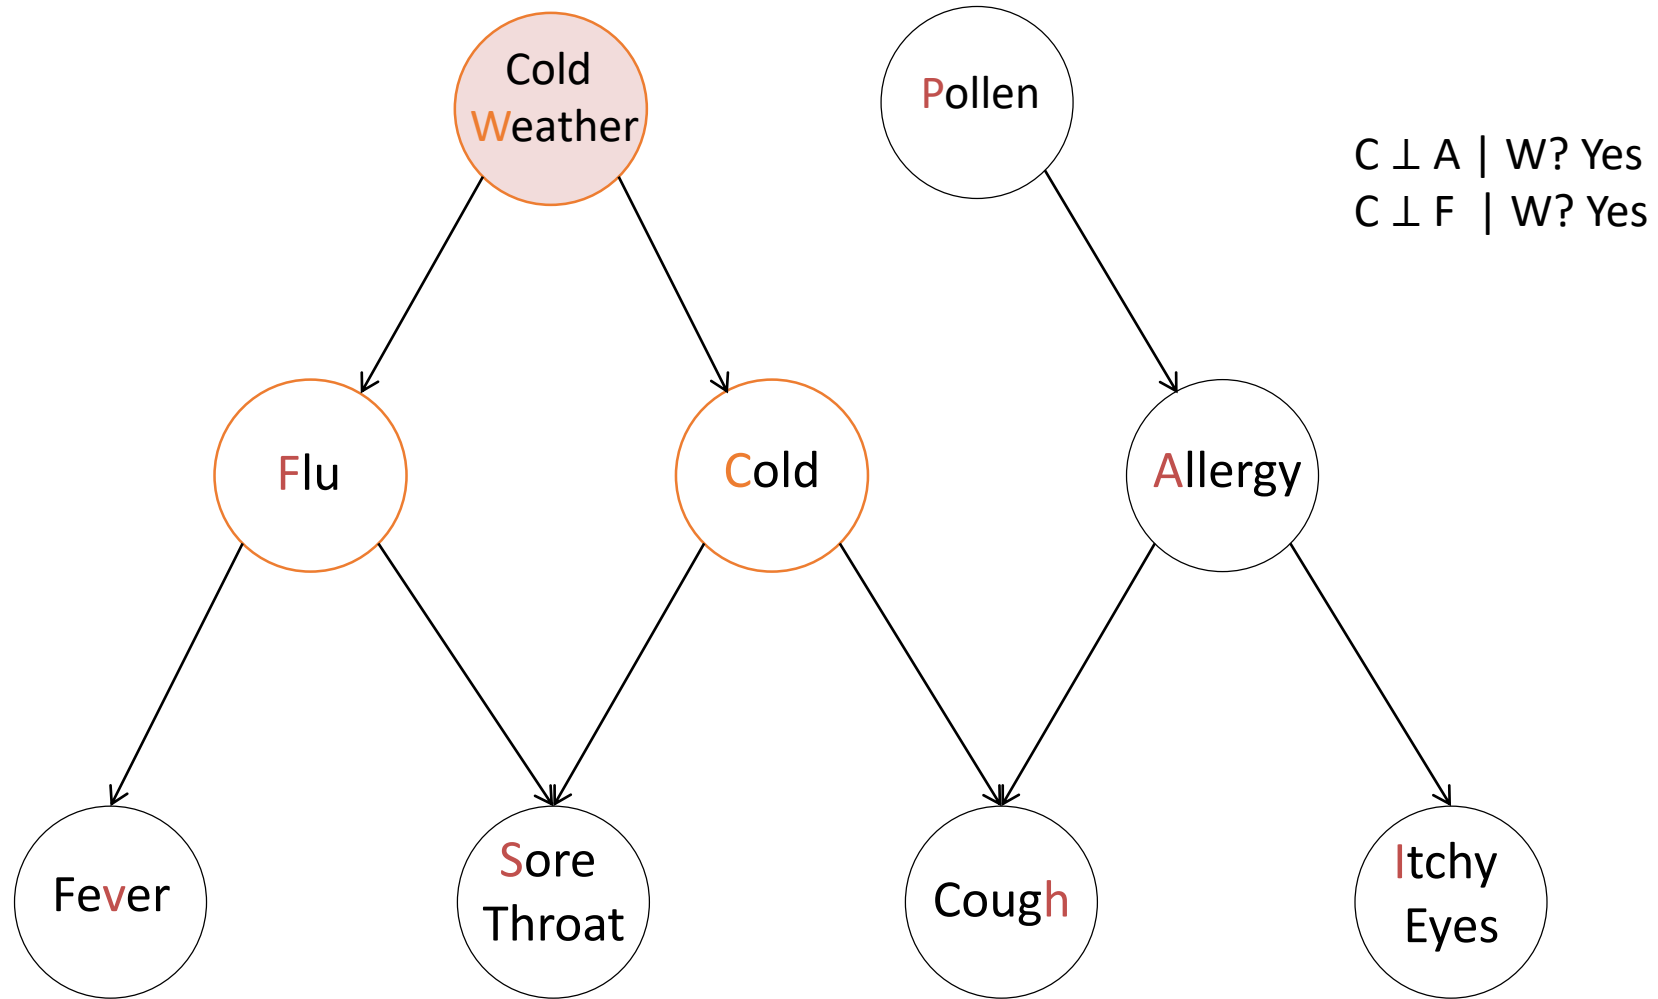 Cold
Weather
Pollen
C ⊥ A | W? Yes
C ⊥ F | W? Yes
Flu
Cold
Allergy
Fever
Sore
Throat
Cough
Itchy
Eyes